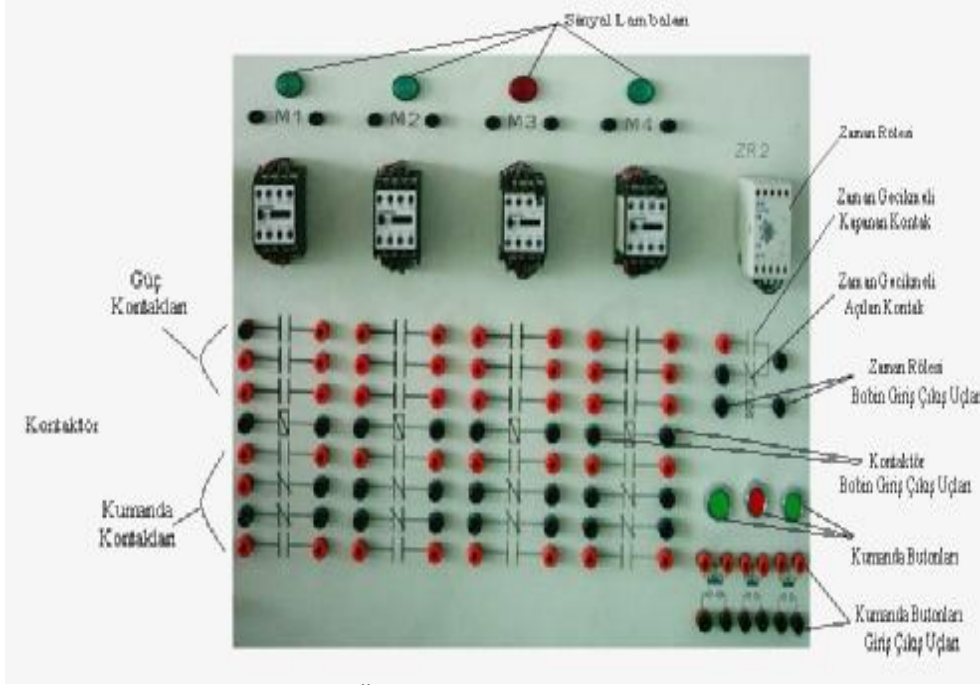 Sinyal Lambaları
M1
M2
M3
M4
ZR2
Zaman Rölesi
Zaman Gecikmeli
Kapanan Kontak
Zaman Gecikmeli
Açılan Kontak
Güç
Kontakları
Zaman Rölesi
Bobin Giriş Çıkış Uçları
Kontaktör
Kontaktör
Bobin Giriş Çıkış Uçları
Kumanda
Kontakları
Kumanda Butonları
Kumanda Butonları
Giriş Çıkış Uçları